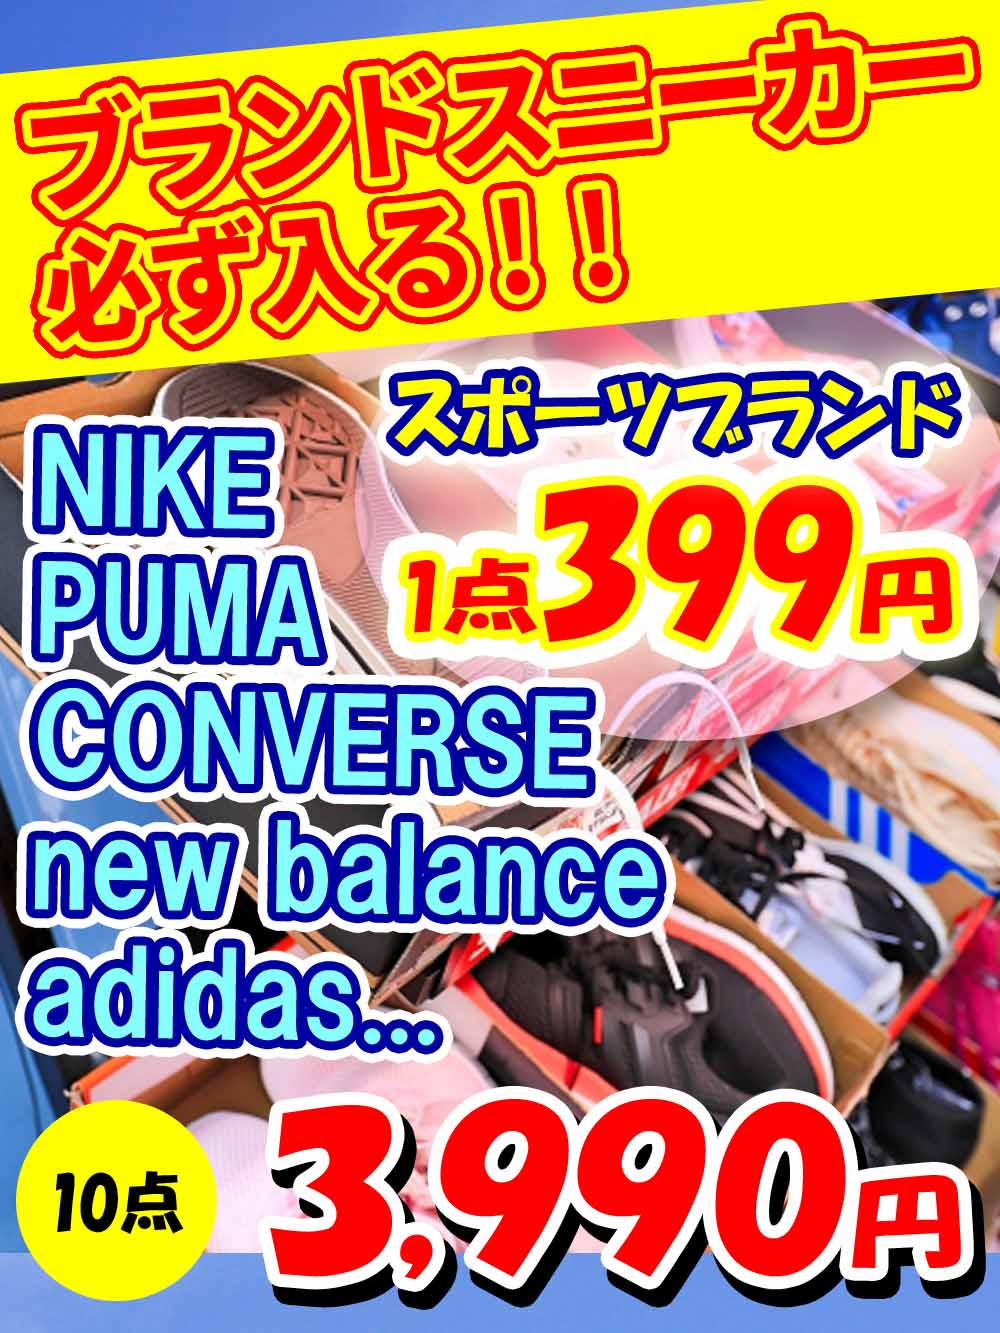 ブランドスニーカー
必ず入る！！
スポーツブランド
1点399円
NIKE
PUMA
CONVERSE
new balance
adidas...
10点
3,990円